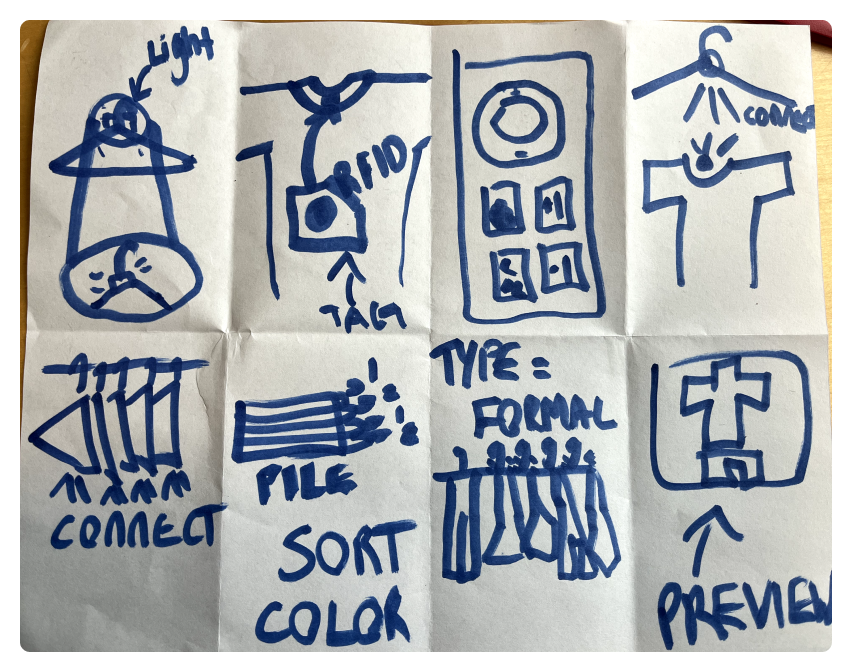 Light
RFID
TAG
CONNECT
PILE
SORT
COLOR
TYPE =
FORMAL
PREVIEW